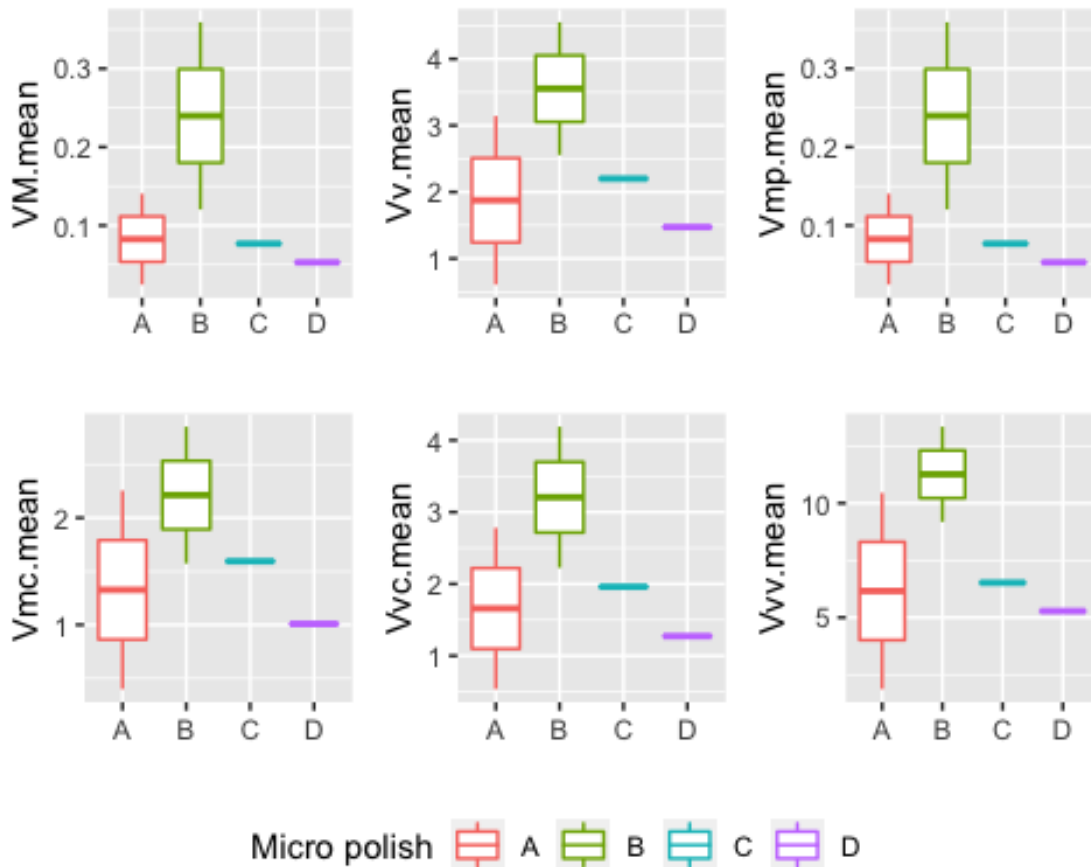 VM.mean
0.3
0.2
0.1
A B C D
Vv.mean
4
3
2
1
A B C D
Vmp.mean
0.3
0.2
0.1
A B C D
Vmc.mean
2
1
A B C D
Vvc.mean
4
3
2
1
A B C D
Vvv.mean
10
5
A B C D
Micro polish A B C D